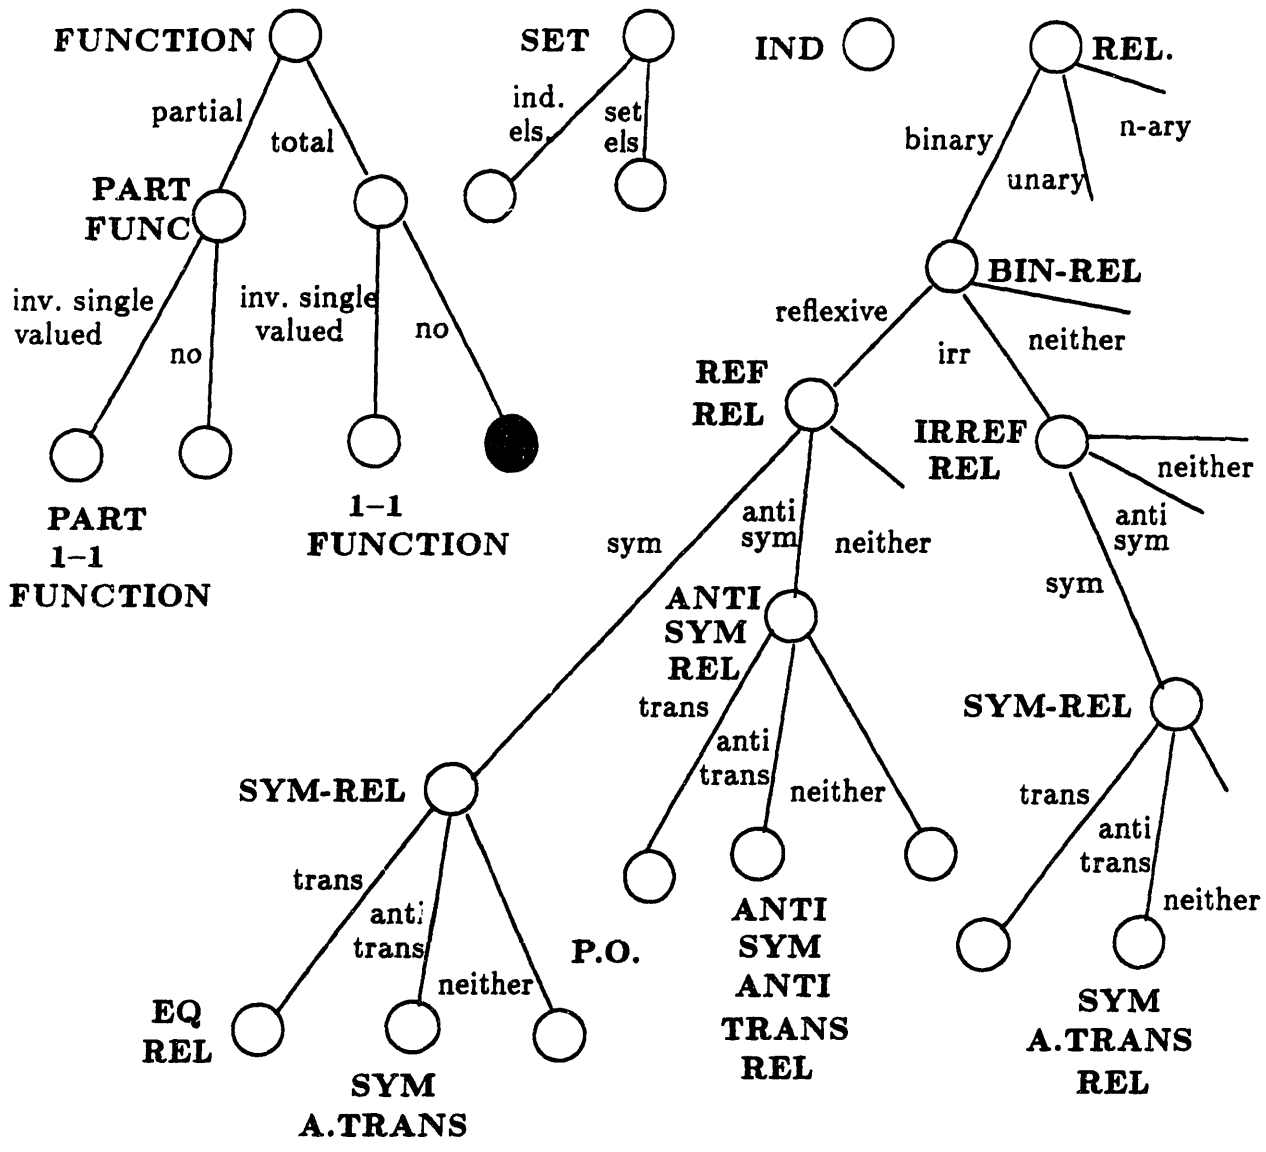 FUNCTION
SET
IND
REL.
partial
total
ind.
els.
set
els
binary
unary
n-ary
PART
FUNC
BIN-REL
inv. single
valued
no
inv. single
valued
no
reflexive
irr
neither
REF
REL
IRREF
REL
neither
PART
1–1
FUNCTION
1–1
FUNCTION
sym
anti
sym
neither
anti
sym
sym
ANTI
SYM
REL
SYM-REL
trans
anti
trans
neither
SYM-REL
trans
anti
trans
neither
trans
anti
trans
neither
P.O.
ANTI
SYM
ANTI
TRANS
REL
EQ
REL
SYM
A.TRANS
SYM
A.TRANS
REL